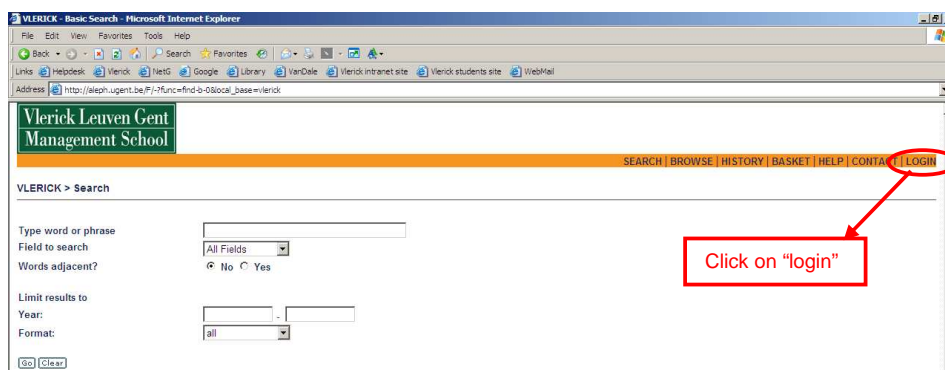 VLERICK - Basic Search - Microsoft Internet Explorer
File Edit View Favorites Tools Help
Back Search Favorites
Links Helpdesk Vlerick NetG Google Library VanDale Vlerick intranet site Vlerick students site WebMail
Address http://aleph.ugent.be/F/-?func=find-b-0&local_base=vlerick
Vlerick Leuven Gent
Management School
SEARCH | BROWSE | HISTORY | BASKET | HELP | CONTACT | LOGIN
VLERICK > Search
Type word or phrase
Field to search All Fields
Words adjacent? No Yes
Click on “login”
Limit results to
Year: -
Format: all
Go Clear